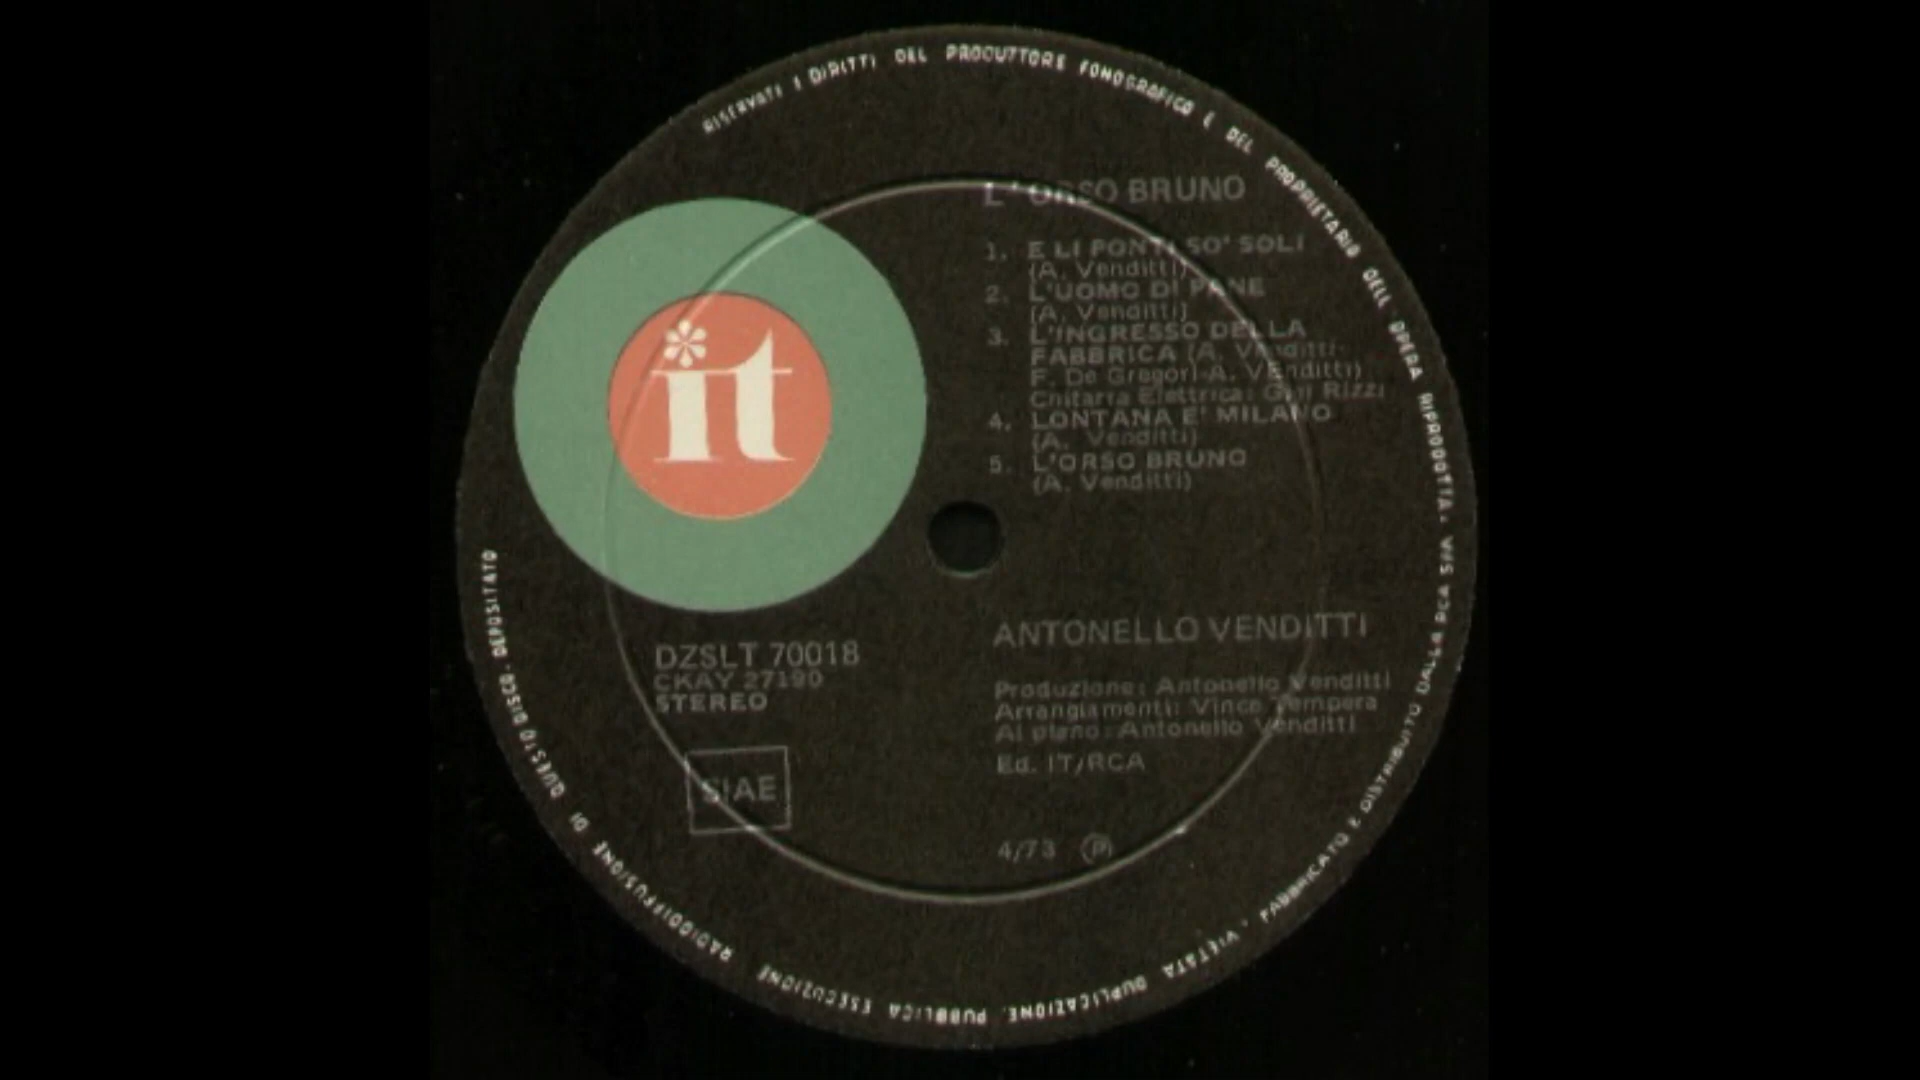 RISERVATI I DIRITTI DEL PRODUTTORE FONOGRAFICO E DEL PROPRIETARIO DELL'OPERA RIPRODOTTA · FABBRICATO E DISTRIBUITO DALLA RCA SPA · VIETATA DUPLICAZIONE, PUBBLICA ESECUZIONE RADIODIFFUSIONE DI QUESTO DISCO · DEPOSITATO
it
L'ORSO BRUNO
1. E LI PONTI SO' SOLI
(A. Venditti)
2. L'UOMO DI PANE
(A. Venditti)
3. L'INGRESSO DELLA
FABBRICA (A. Venditti-
F. De Gregori-A. VEnditti)
Chitarra Elettrica: Rizzi
4. LONTANA E' MILANO
(A. Venditti)
5. L'ORSO BRUNO
(A. Venditti)
ANTONELLO VENDITTI
DZSLT 70018
CKAY 27190
STEREO
Produzione: Antonello Venditti
Arrangiamenti: Vince Tempera
Al piano: Antonello Venditti
Ed. IT/RCA
SIAE
4/73 Ⓟ